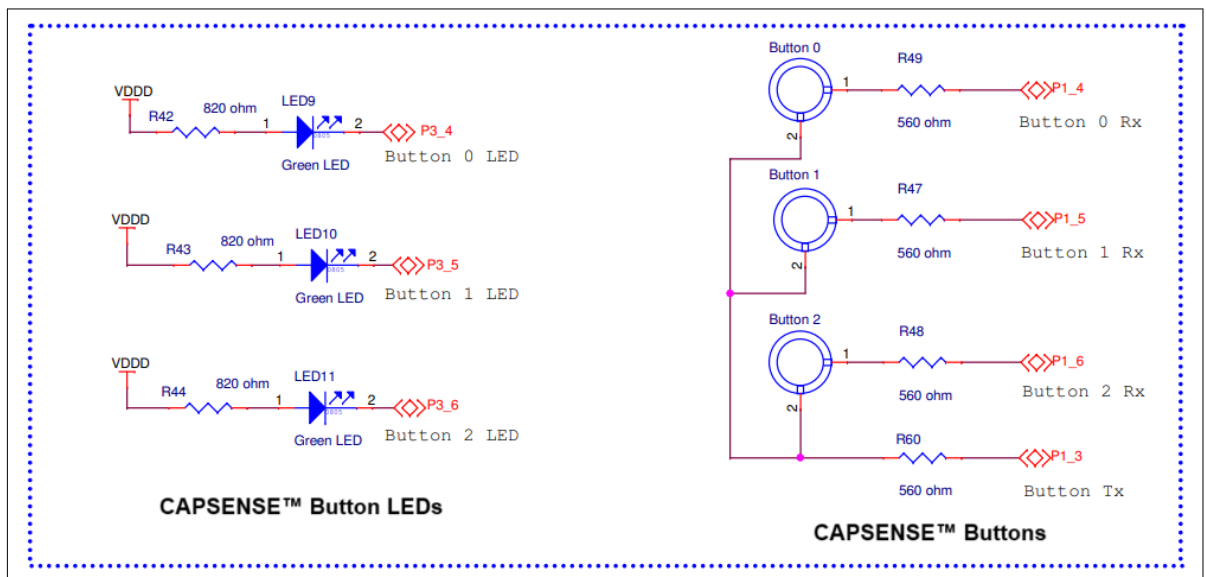 VDDD
R42
820 ohm
LED9
1
2
0805
P3_4
Green LED
Button 0 LED
VDDD
R43
820 ohm
LED10
1
2
0805
P3_5
Green LED
Button 1 LED
VDDD
R44
820 ohm
LED11
1
2
0805
P3_6
Green LED
Button 2 LED
CAPSENSE™ Button LEDs
Button 0
1
2
R49
560 ohm
P1_4
Button 0 Rx
Button 1
1
2
R47
560 ohm
P1_5
Button 1 Rx
Button 2
1
2
R48
560 ohm
P1_6
Button 2 Rx
R60
560 ohm
P1_3
Button Tx
CAPSENSE™ Buttons